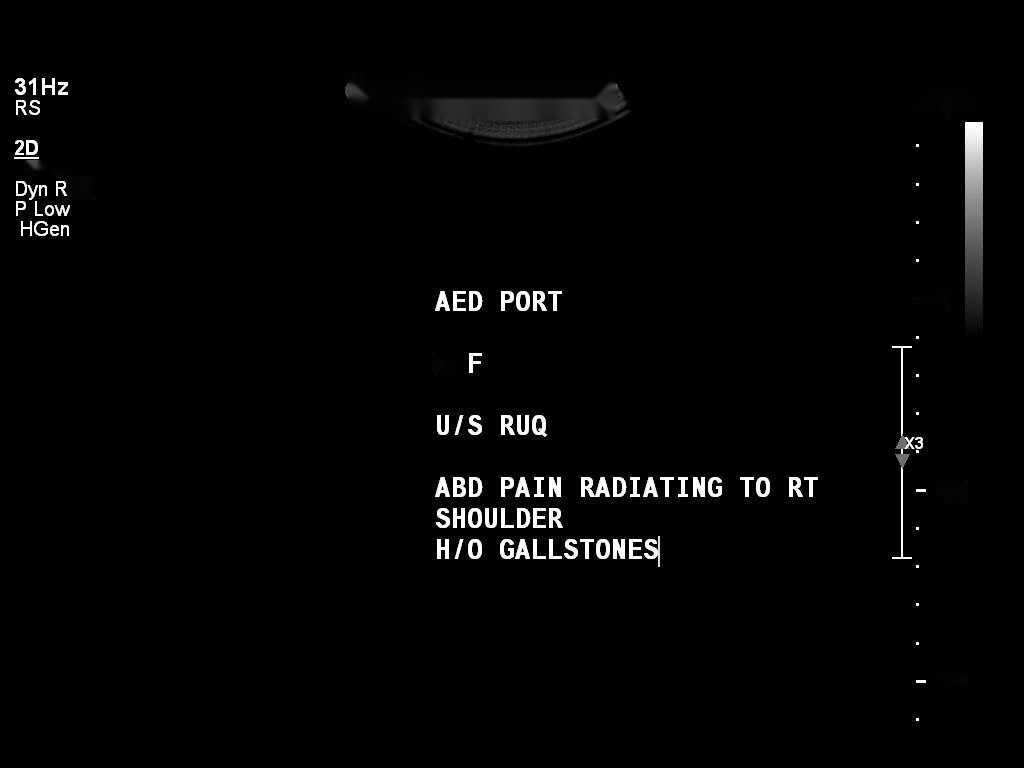 31Hz
RS
2D
Dyn R
P Low
HGen
AED PORT
F
U/S RUQ
ABD PAIN RADIATING TO RT
SHOULDER
H/O GALLSTONES
X3